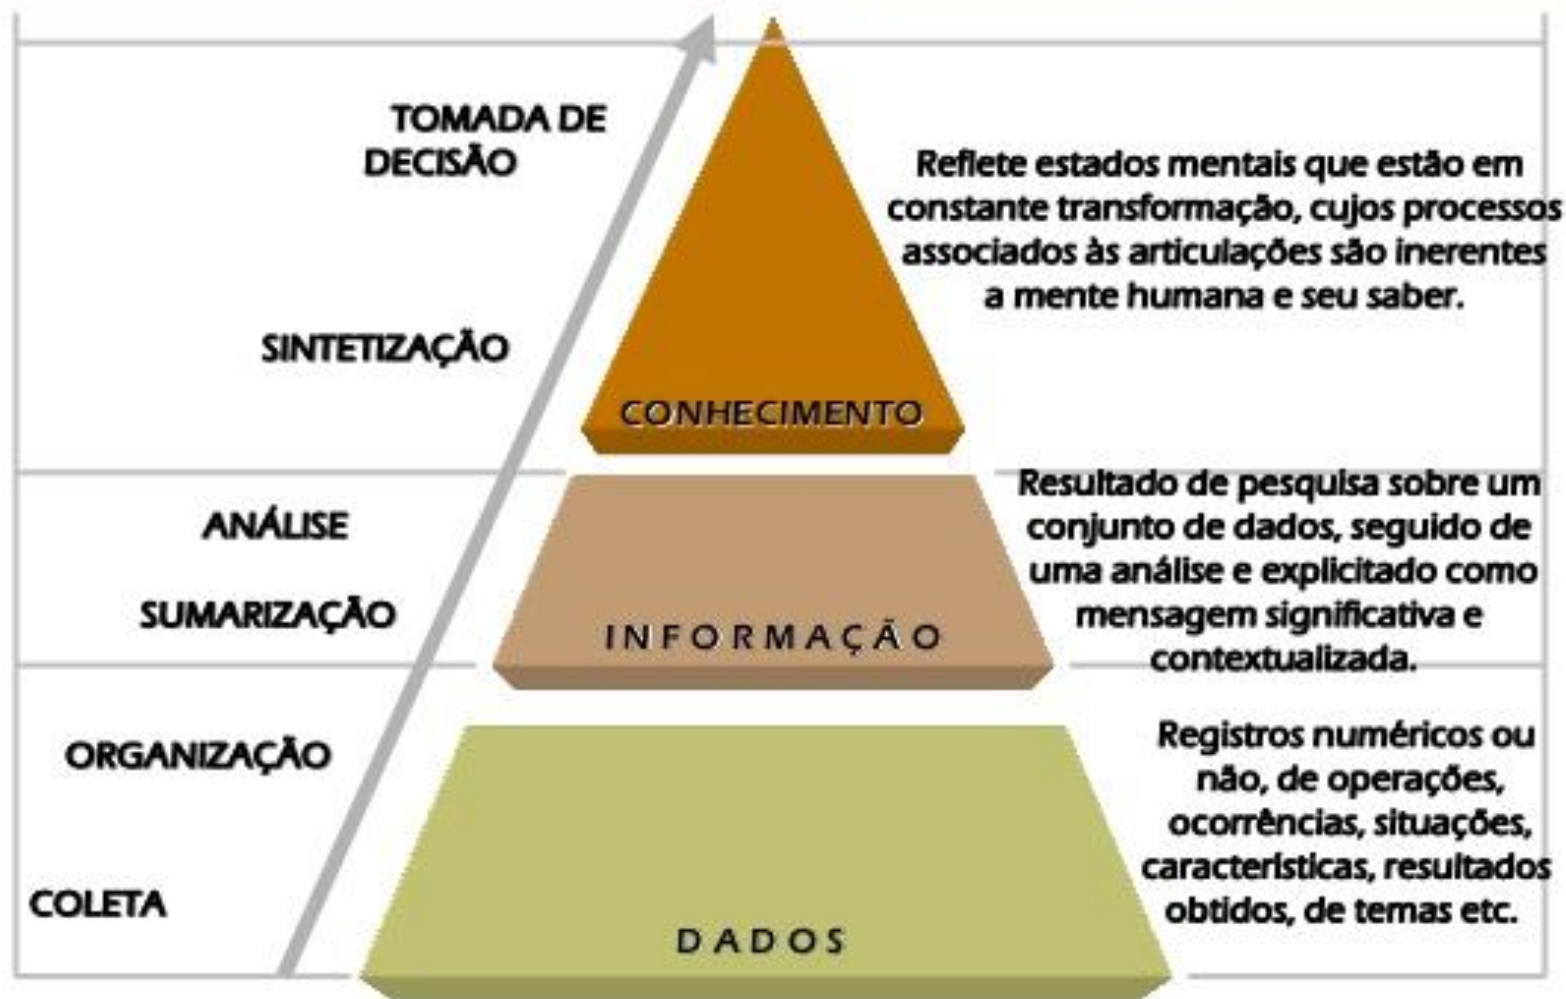 TOMADA DE
DECISÃO
Reflete estados mentais que estão em
constante transformação, cujos processos
associados às articulações são inerentes
a mente humana e seu saber.
SINTETIZAÇÃO
CONHECIMENTO
ANÁLISE
SUMARIZAÇÃO
INFORMAÇÃO
Resultado de pesquisa sobre um
conjunto de dados, seguido de
uma análise e explicitado como
mensagem significativa e
contextualizada.
ORGANIZAÇÃO
COLETA
DADOS
Registros numéricos ou
não, de operações,
ocorrências, situações,
características, resultados
obtidos, de temas etc.